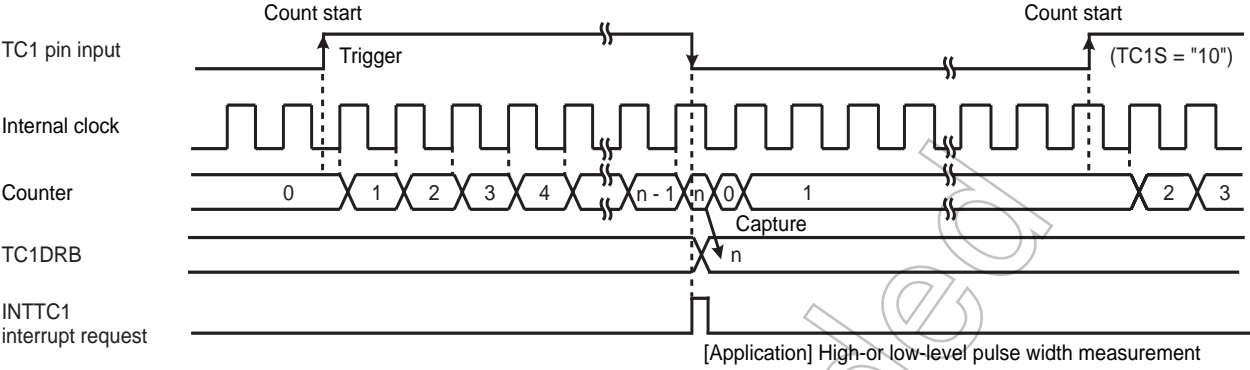 Count start
Count start
TC1 pin input
Trigger
(TC1S = "10")
Internal clock
Counter
0 1 2 3 4 n - 1 n 0 1 2 3
Capture
TC1DRB
n
INTTC1
interrupt request
[Application] High-or low-level pulse width measurement